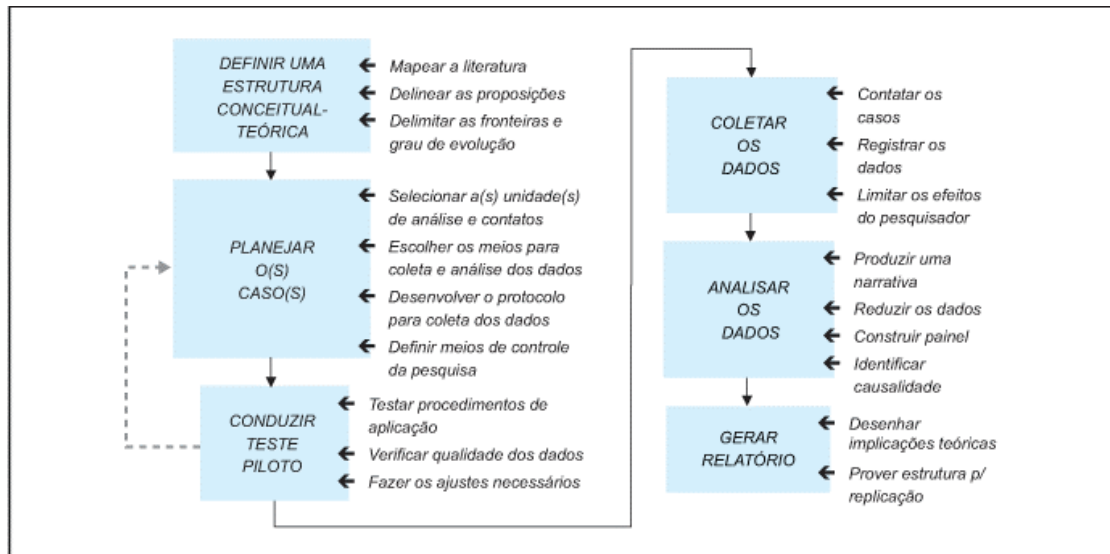 DEFINIR UMA
ESTRUTURA
CONCEITUAL-
TEÓRICA
Mapear a literatura
Delinear as proposições
Delimitar as fronteiras e
grau de evolução
PLANEJAR
O(S)
CASO(S)
Selecionar a(s) unidade(s)
de análise e contatos
Escolher os meios para
coleta e análise dos dados
Desenvolver o protocolo
para coleta dos dados
Definir meios de controle
da pesquisa
CONDUZIR
TESTE
PILOTO
Testar procedimentos de
aplicação
Verificar qualidade dos dados
Fazer os ajustes necessários
COLETAR
OS
DADOS
Contatar os
casos
Registrar os
dados
Limitar os efeitos
do pesquisador
ANALISAR
OS
DADOS
Produzir uma
narrativa
Reduzir os dados
Construir painel
Identificar
causalidade
GERAR
RELATÓRIO
Desenhar
implicações teóricas
Prover estrutura p/
replicação